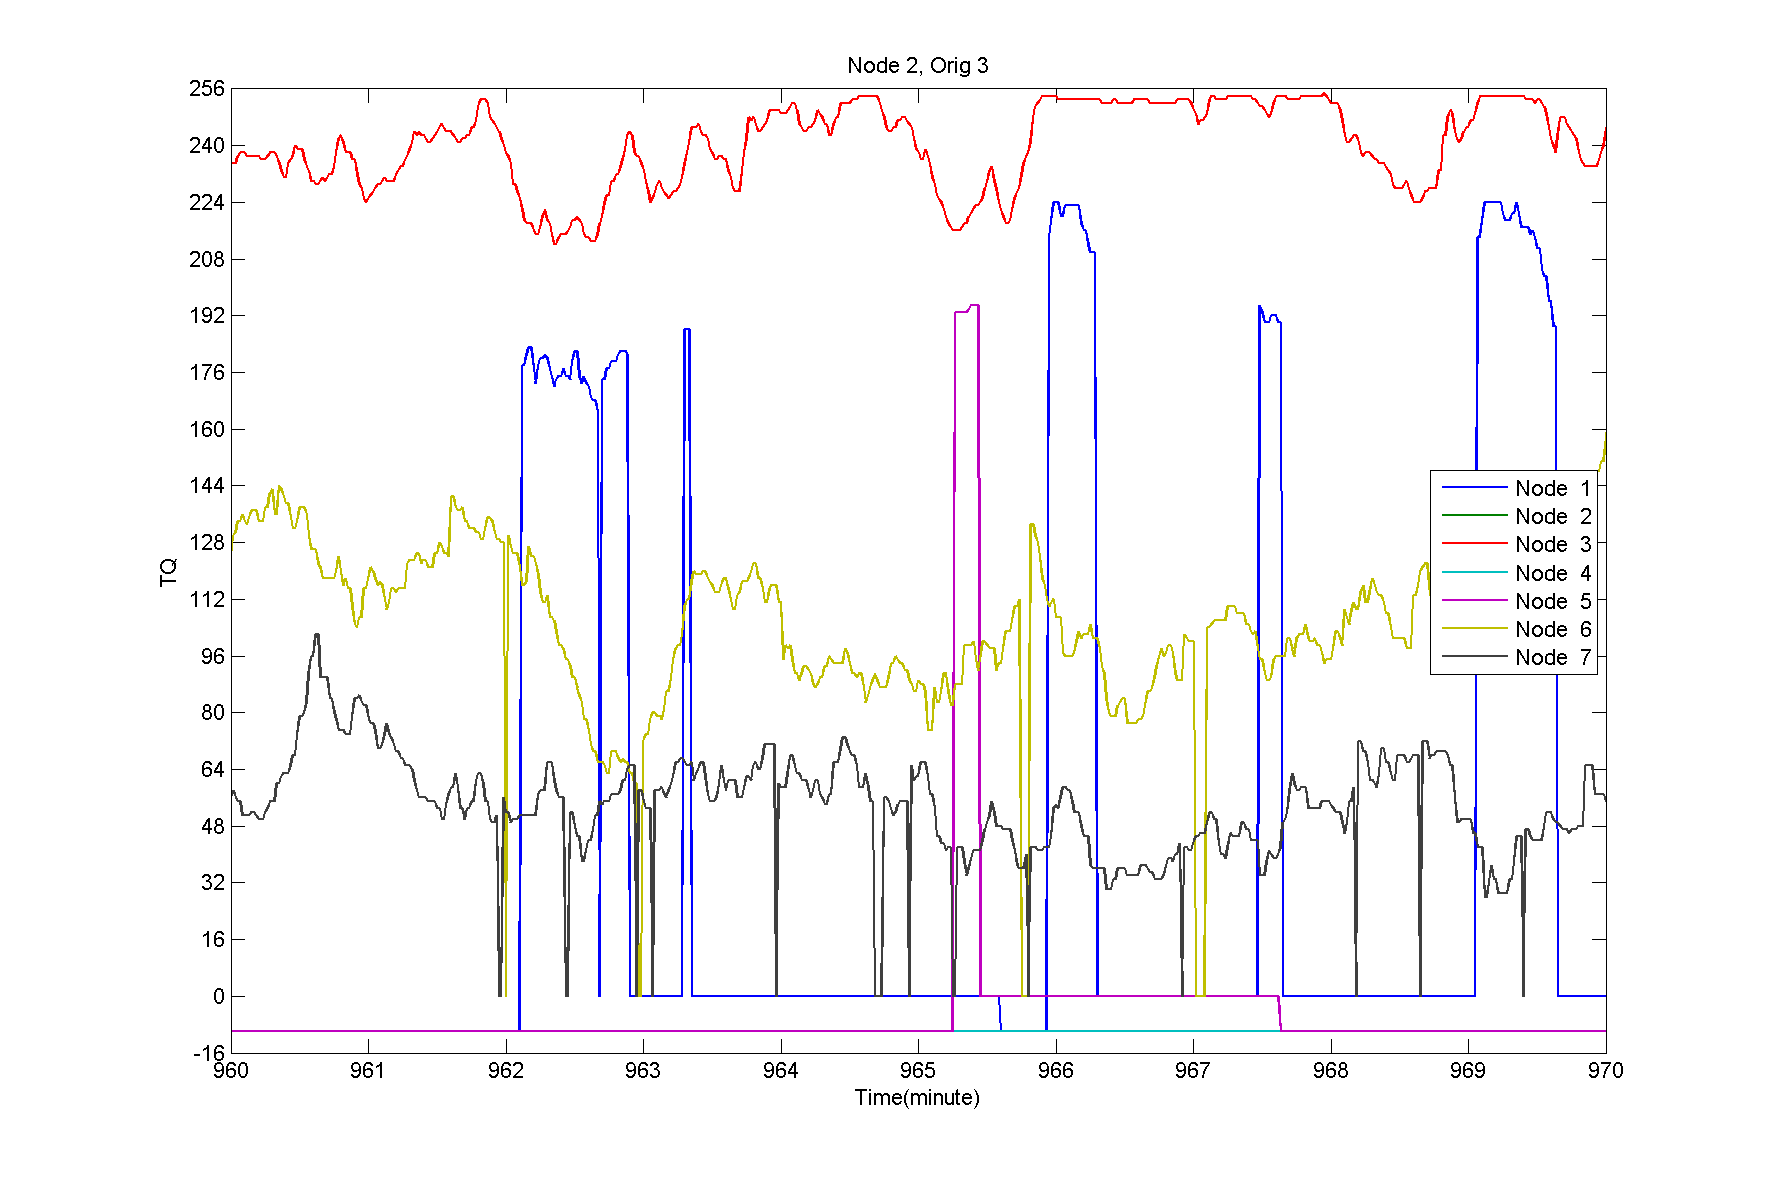 Node 2, Orig 3
256
240
224
208
192
176
160
144
128
112
96
80
64
48
32
16
0
-16
TQ
Node 1
Node 2
Node 3
Node 4
Node 5
Node 6
Node 7
960 961 962 963 964 965 966 967 968 969 970
Time(minute)